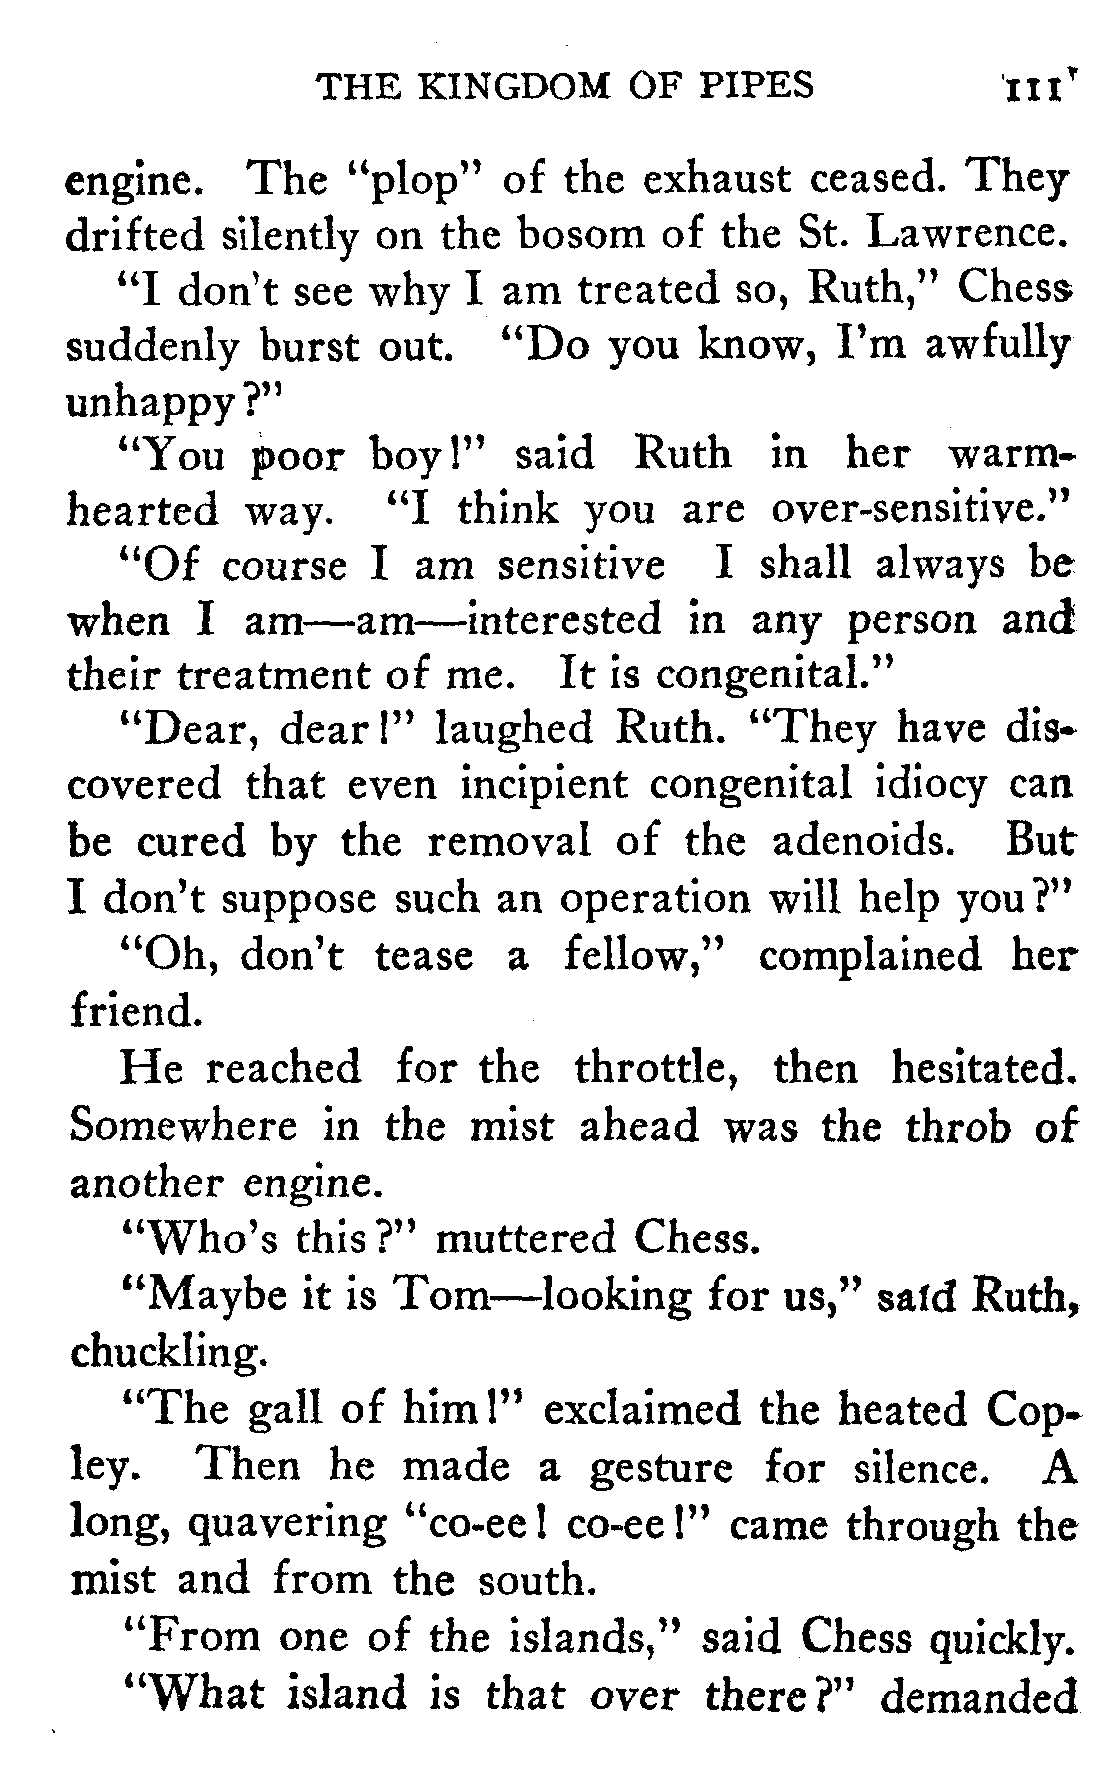 THE KINGDOM OF PIPES 111
engine. The “plop” of the exhaust ceased. They
drifted silently on the bosom of the St. Lawrence.
“I don’t see why I am treated so, Ruth,” Chess
suddenly burst out. “Do you know, I’m awfully
unhappy?”
“You poor boy!” said Ruth in her warm-
hearted way. “I think you are over-sensitive.”
“Of course I am sensitive I shall always be
when I am—am—interested in any person and
their treatment of me. It is congenital.”
“Dear, dear!” laughed Ruth. “They have dis-
covered that even incipient congenital idiocy can
be cured by the removal of the adenoids. But
I don’t suppose such an operation will help you?”
“Oh, don’t tease a fellow,” complained her
friend.
He reached for the throttle, then hesitated.
Somewhere in the mist ahead was the throb of
another engine.
“Who’s this?” muttered Chess.
“Maybe it is Tom—looking for us,” said Ruth,
chuckling.
“The gall of him!” exclaimed the heated Cop-
ley. Then he made a gesture for silence. A
long, quavering “co-ee! co-ee!” came through the
mist and from the south.
“From one of the islands,” said Chess quickly.
“What island is that over there?” demanded